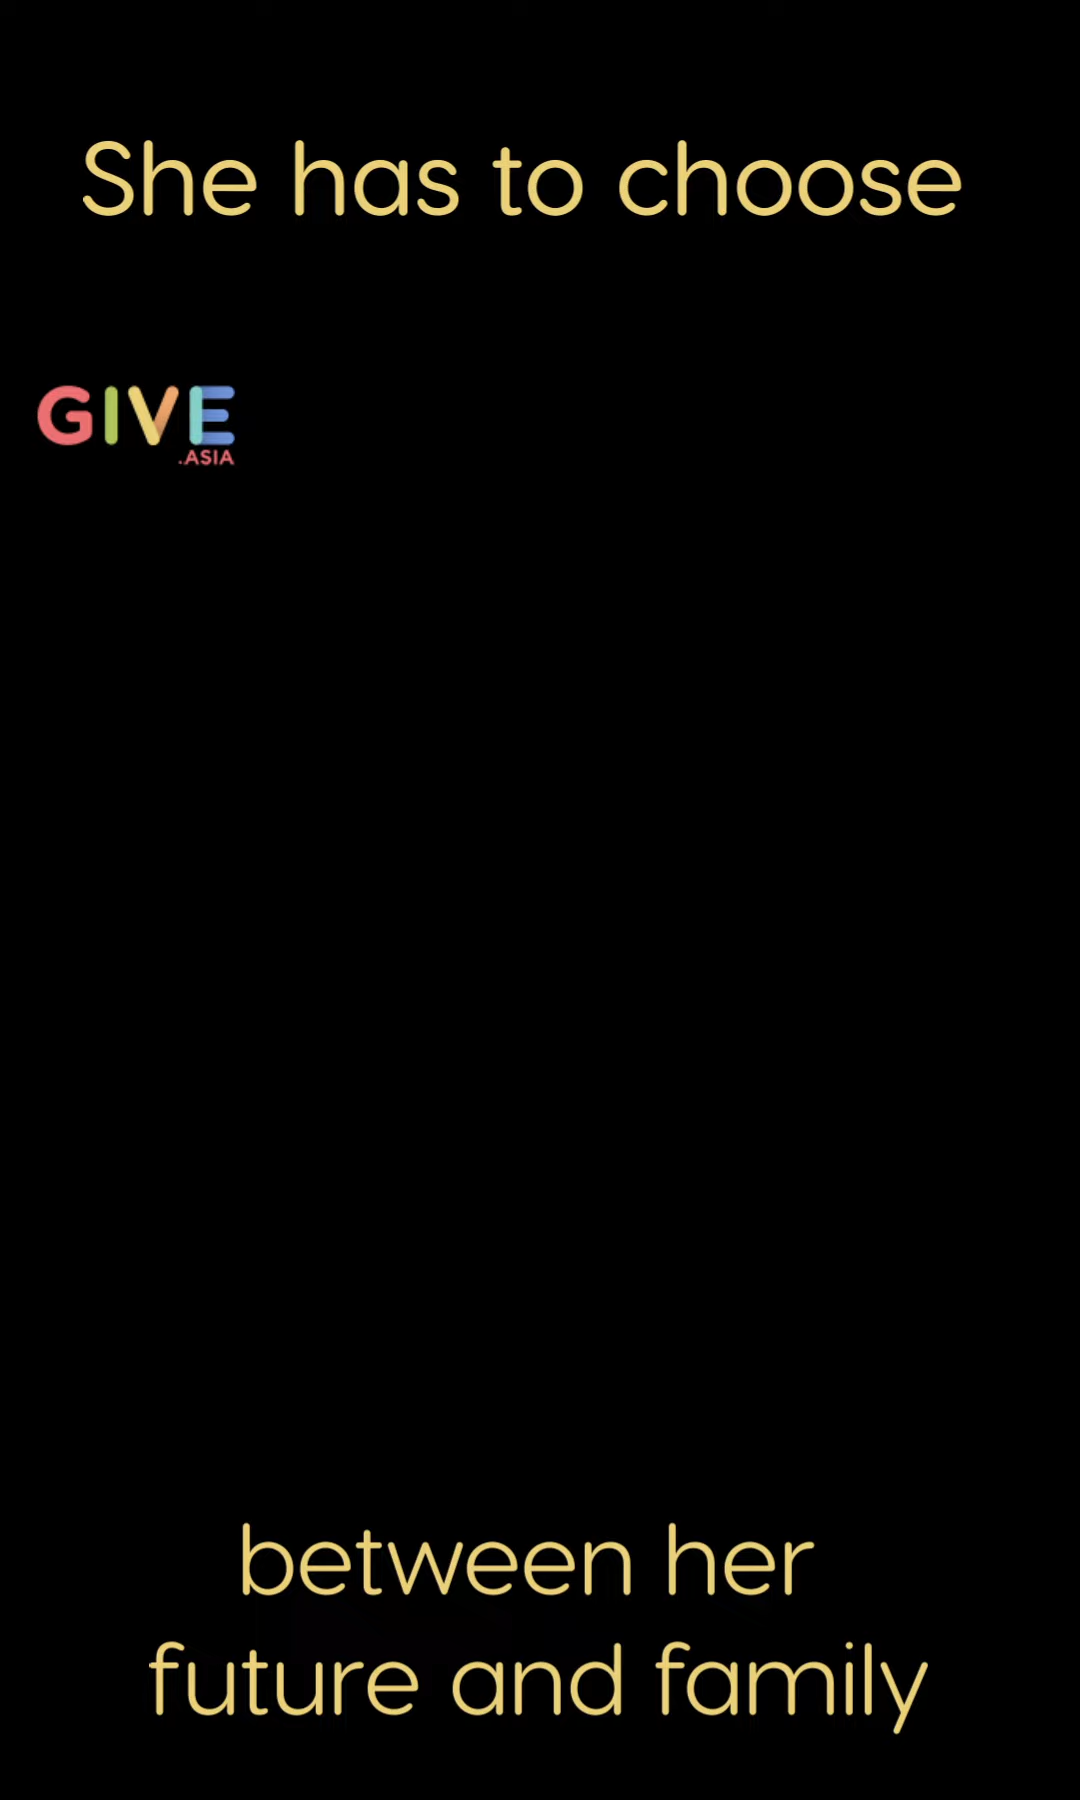 She has to choose
GIVE
.ASIA
between her
future and family